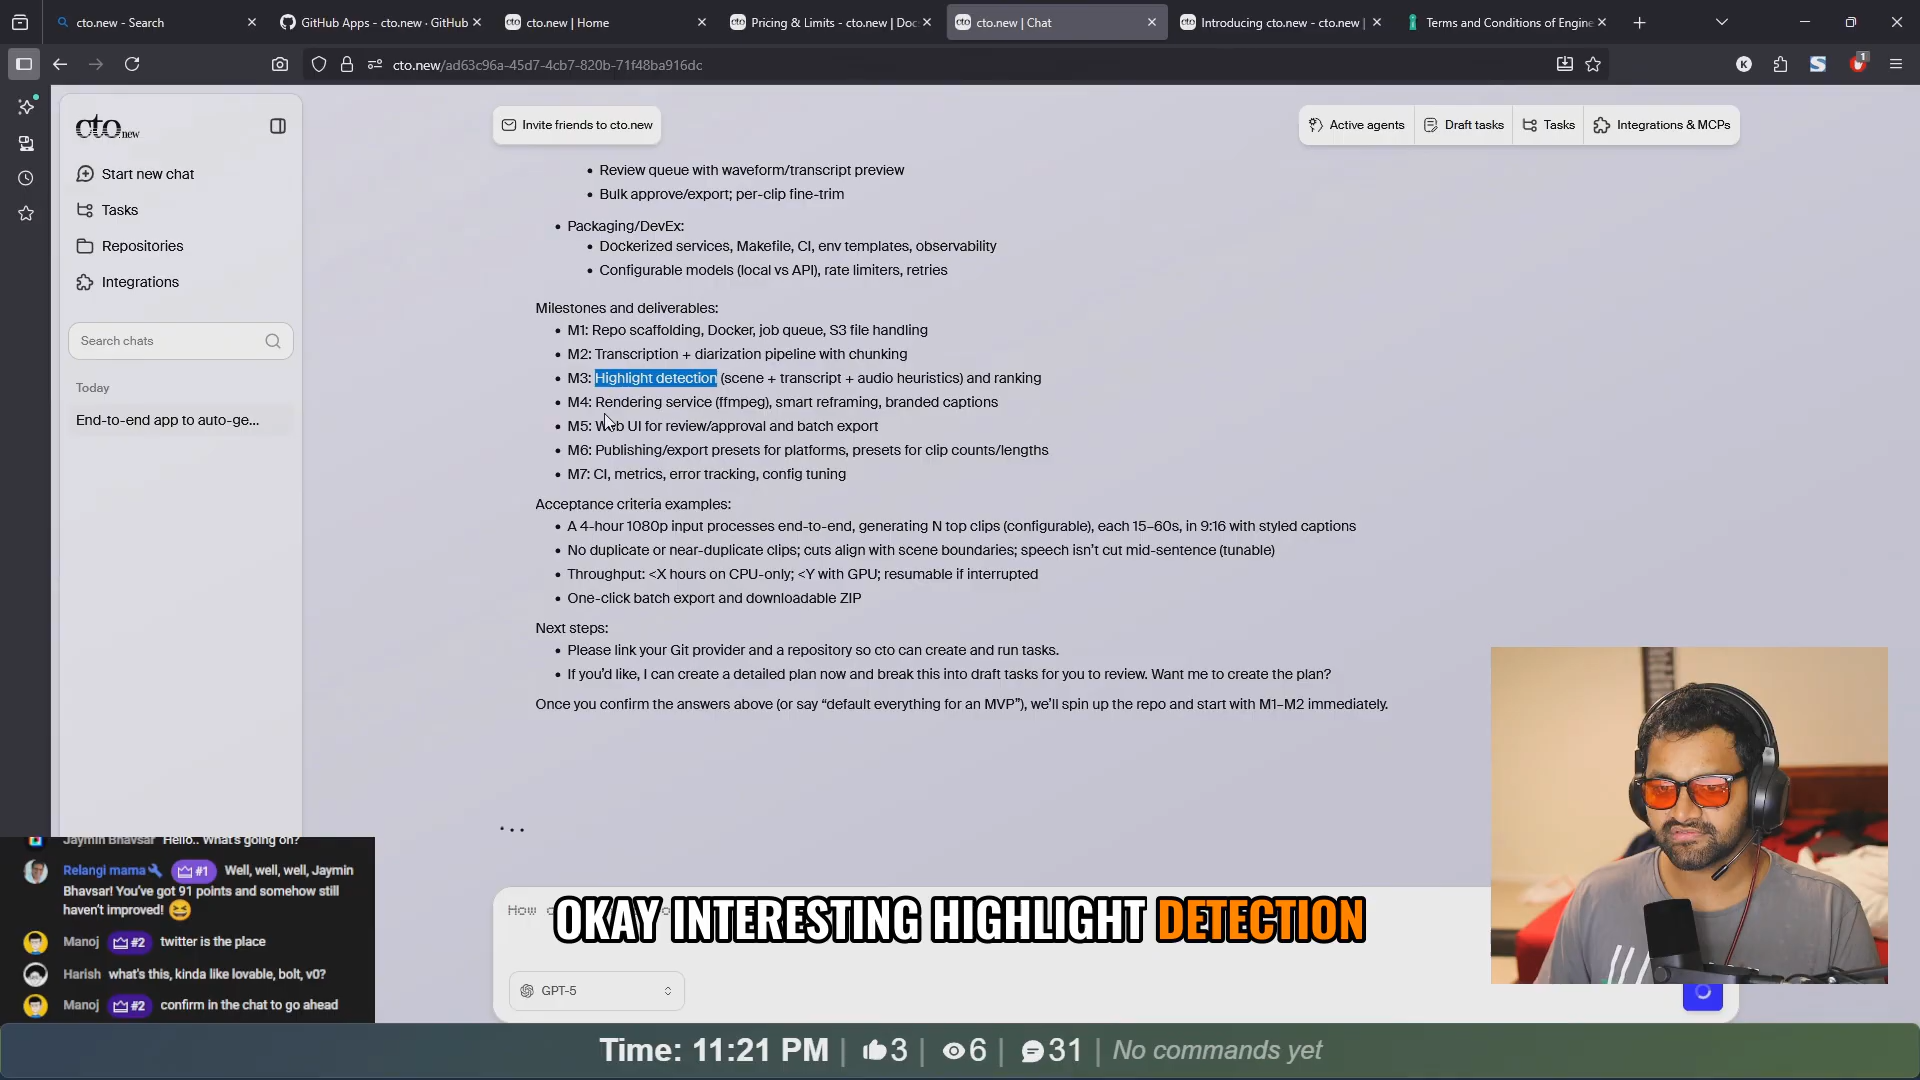 cto.new - Search
GitHub Apps - cto.new · GitHub
cto.new | Home
Pricing & Limits - cto.new | Doc
cto.new | Chat
Introducing cto.new - cto.new |
Terms and Conditions of Engine
cto.new/ad63c96a-45d7-4cb7-820b-71f48ba916dc
K
S
1
cto.new
Start new chat
Tasks
Repositories
Integrations
Search chats
Today
End-to-end app to auto-ge...
Invite friends to cto.new
Active agents
Draft tasks
Tasks
Integrations & MCPs
• Review queue with waveform/transcript preview
• Bulk approve/export; per-clip fine-trim
• Packaging/DevEx:
• Dockerized services, Makefile, CI, env templates, observability
• Configurable models (local vs API), rate limiters, retries
Milestones and deliverables:
• M1: Repo scaffolding, Docker, job queue, S3 file handling
• M2: Transcription + diarization pipeline with chunking
• M3: Highlight detection (scene + transcript + audio heuristics) and ranking
• M4: Rendering service (ffmpeg), smart reframing, branded captions
• M5: Web UI for review/approval and batch export
• M6: Publishing/export presets for platforms, presets for clip counts/lengths
• M7: CI, metrics, error tracking, config tuning
Acceptance criteria examples:
• A 4-hour 1080p input processes end-to-end, generating N top clips (configurable), each 15–60s, in 9:16 with styled captions
• No duplicate or near-duplicate clips; cuts align with scene boundaries; speech isn't cut mid-sentence (tunable)
• Throughput: <X hours on CPU-only; <Y with GPU; resumable if interrupted
• One-click batch export and downloadable ZIP
Next steps:
• Please link your Git provider and a repository so cto can create and run tasks.
• If you'd like, I can create a detailed plan now and break this into draft tasks for you to review. Want me to create the plan?
Once you confirm the answers above (or say "default everything for an MVP"), we'll spin up the repo and start with M1–M2 immediately.
...
How
OKAY INTERESTING HIGHLIGHT DETECTION
GPT-5
Jaymin Bhavsar Hello.. What's going on?
Relangi mama #1 Well, well, well, Jaymin
Bhavsar! You've got 91 points and somehow still
haven't improved! 😆
Manoj #2 twitter is the place
Harish what's this, kinda like lovable, bolt, v0?
Manoj #2 confirm in the chat to go ahead
Time: 11:21 PM | 3 | 6 | 31 | No commands yet